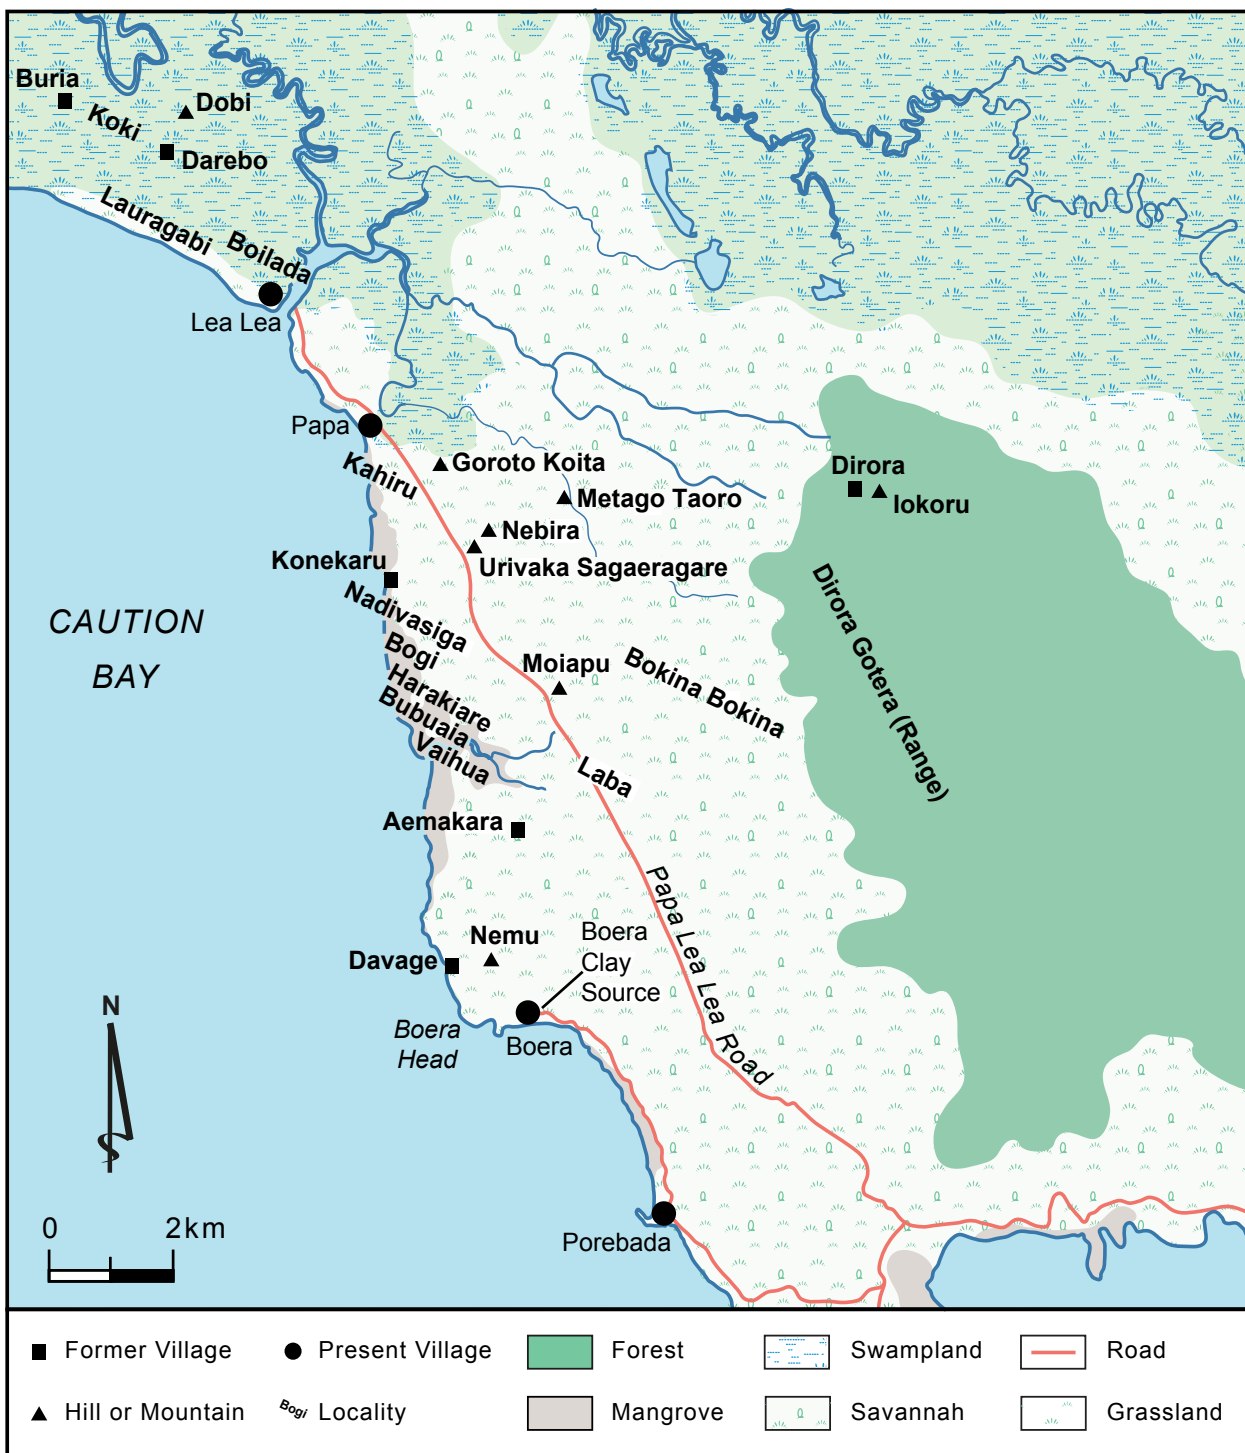 Buria
Dobi
Koki
Darebo
Lauragabi
Boilada
Lea Lea
Papa
Kahiru
Goroto Koita
Metago Taoro
Dirora
Iokoru
Nebira
Urivaka Sagaeragare
Konekaru
Nadivasiga
Bogi
Harakiare
Bubuaia
Vaihua
CAUTION
BAY
Moiapu
Bokina Bokina
Dirora Gotera (Range)
Laba
Aemakara
Papa Lea Lea Road
Nemu
Davage
Boera
Clay
Source
Boera
Head
Boera
N
0 2km
Porebada
Former Village
Present Village
Forest
Swampland
Road
Hill or Mountain
Bogi Locality
Mangrove
Savannah
Grassland